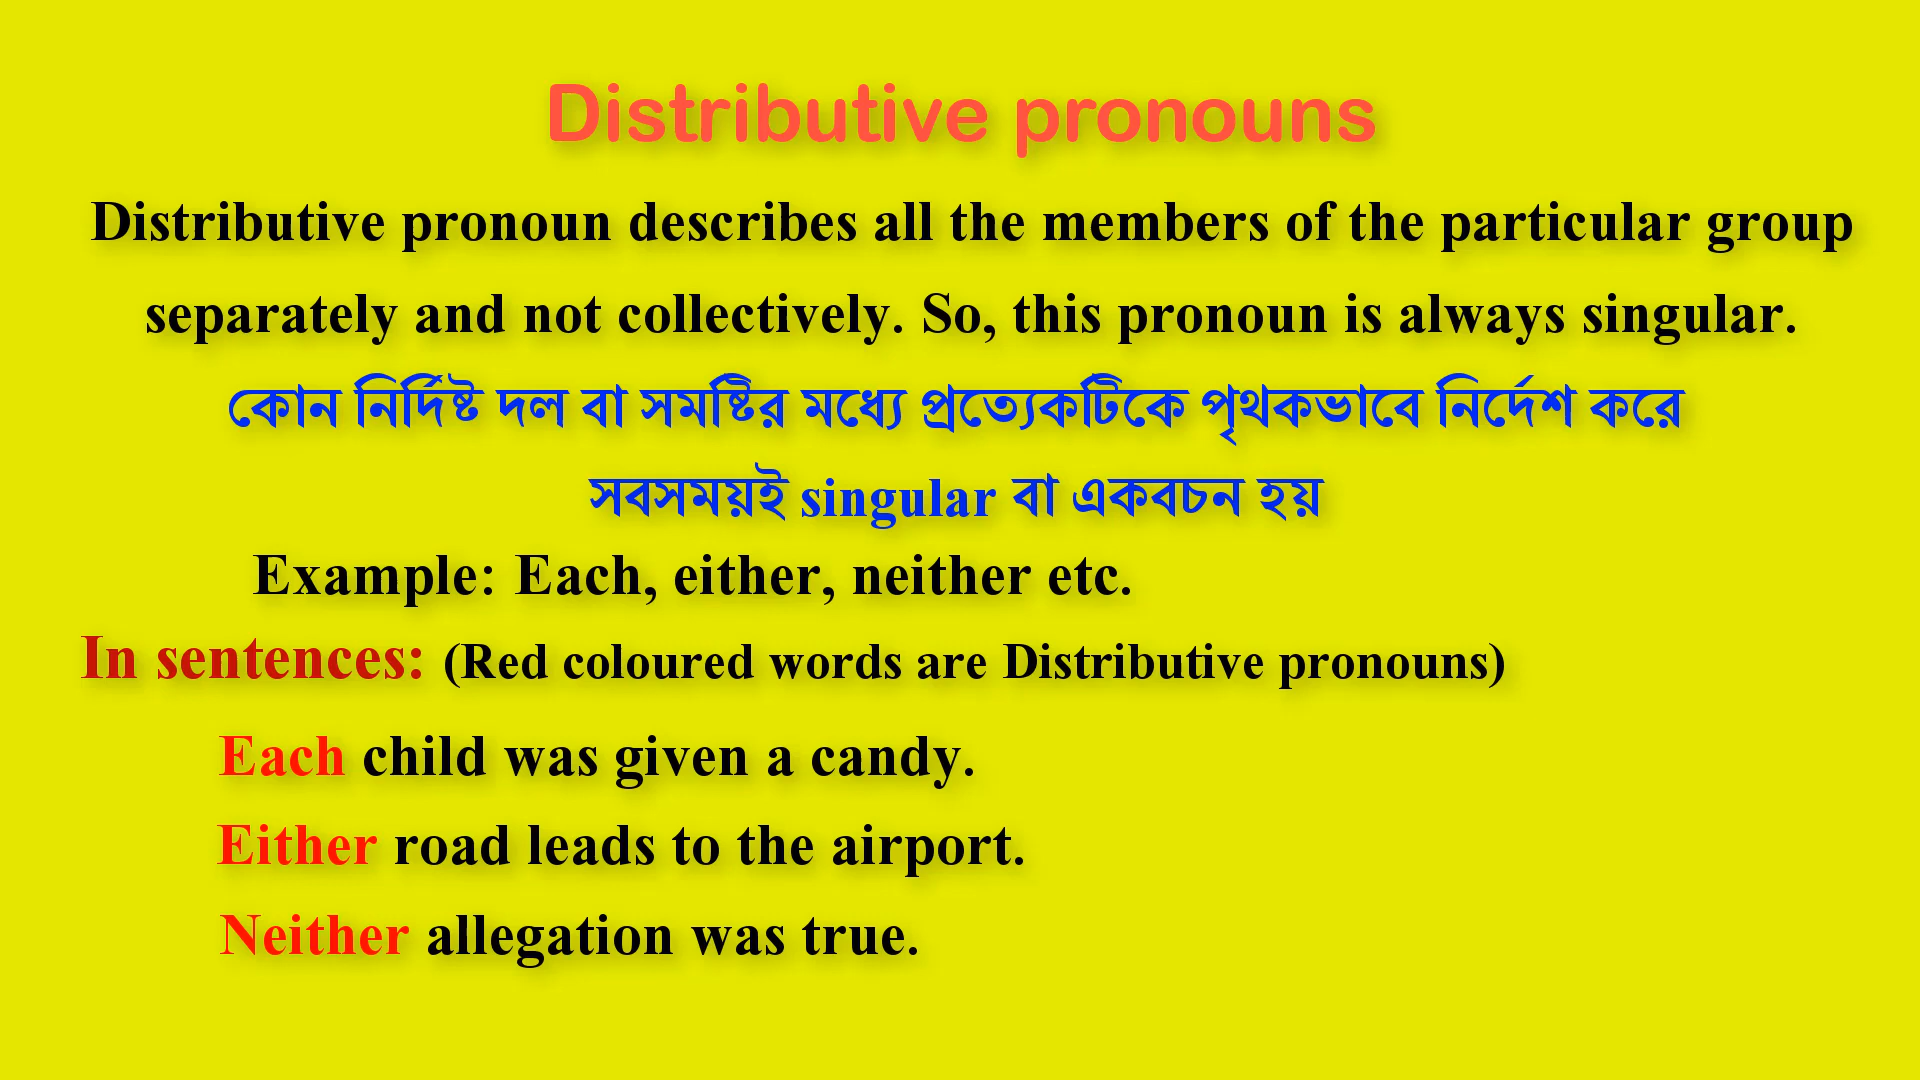 Distributive pronouns
Distributive pronoun describes all the members of the particular group
separately and not collectively. So, this pronoun is always singular.
কোন নির্দিষ্ট দল বা সমষ্টির মধ্যে প্রত্যেকটিকে পৃথকভাবে নির্দেশ করে
সবসময়ই singular বা একবচন হয়
Example: Each, either, neither etc.
In sentences: (Red coloured words are Distributive pronouns)
Each child was given a candy.
Either road leads to the airport.
Neither allegation was true.